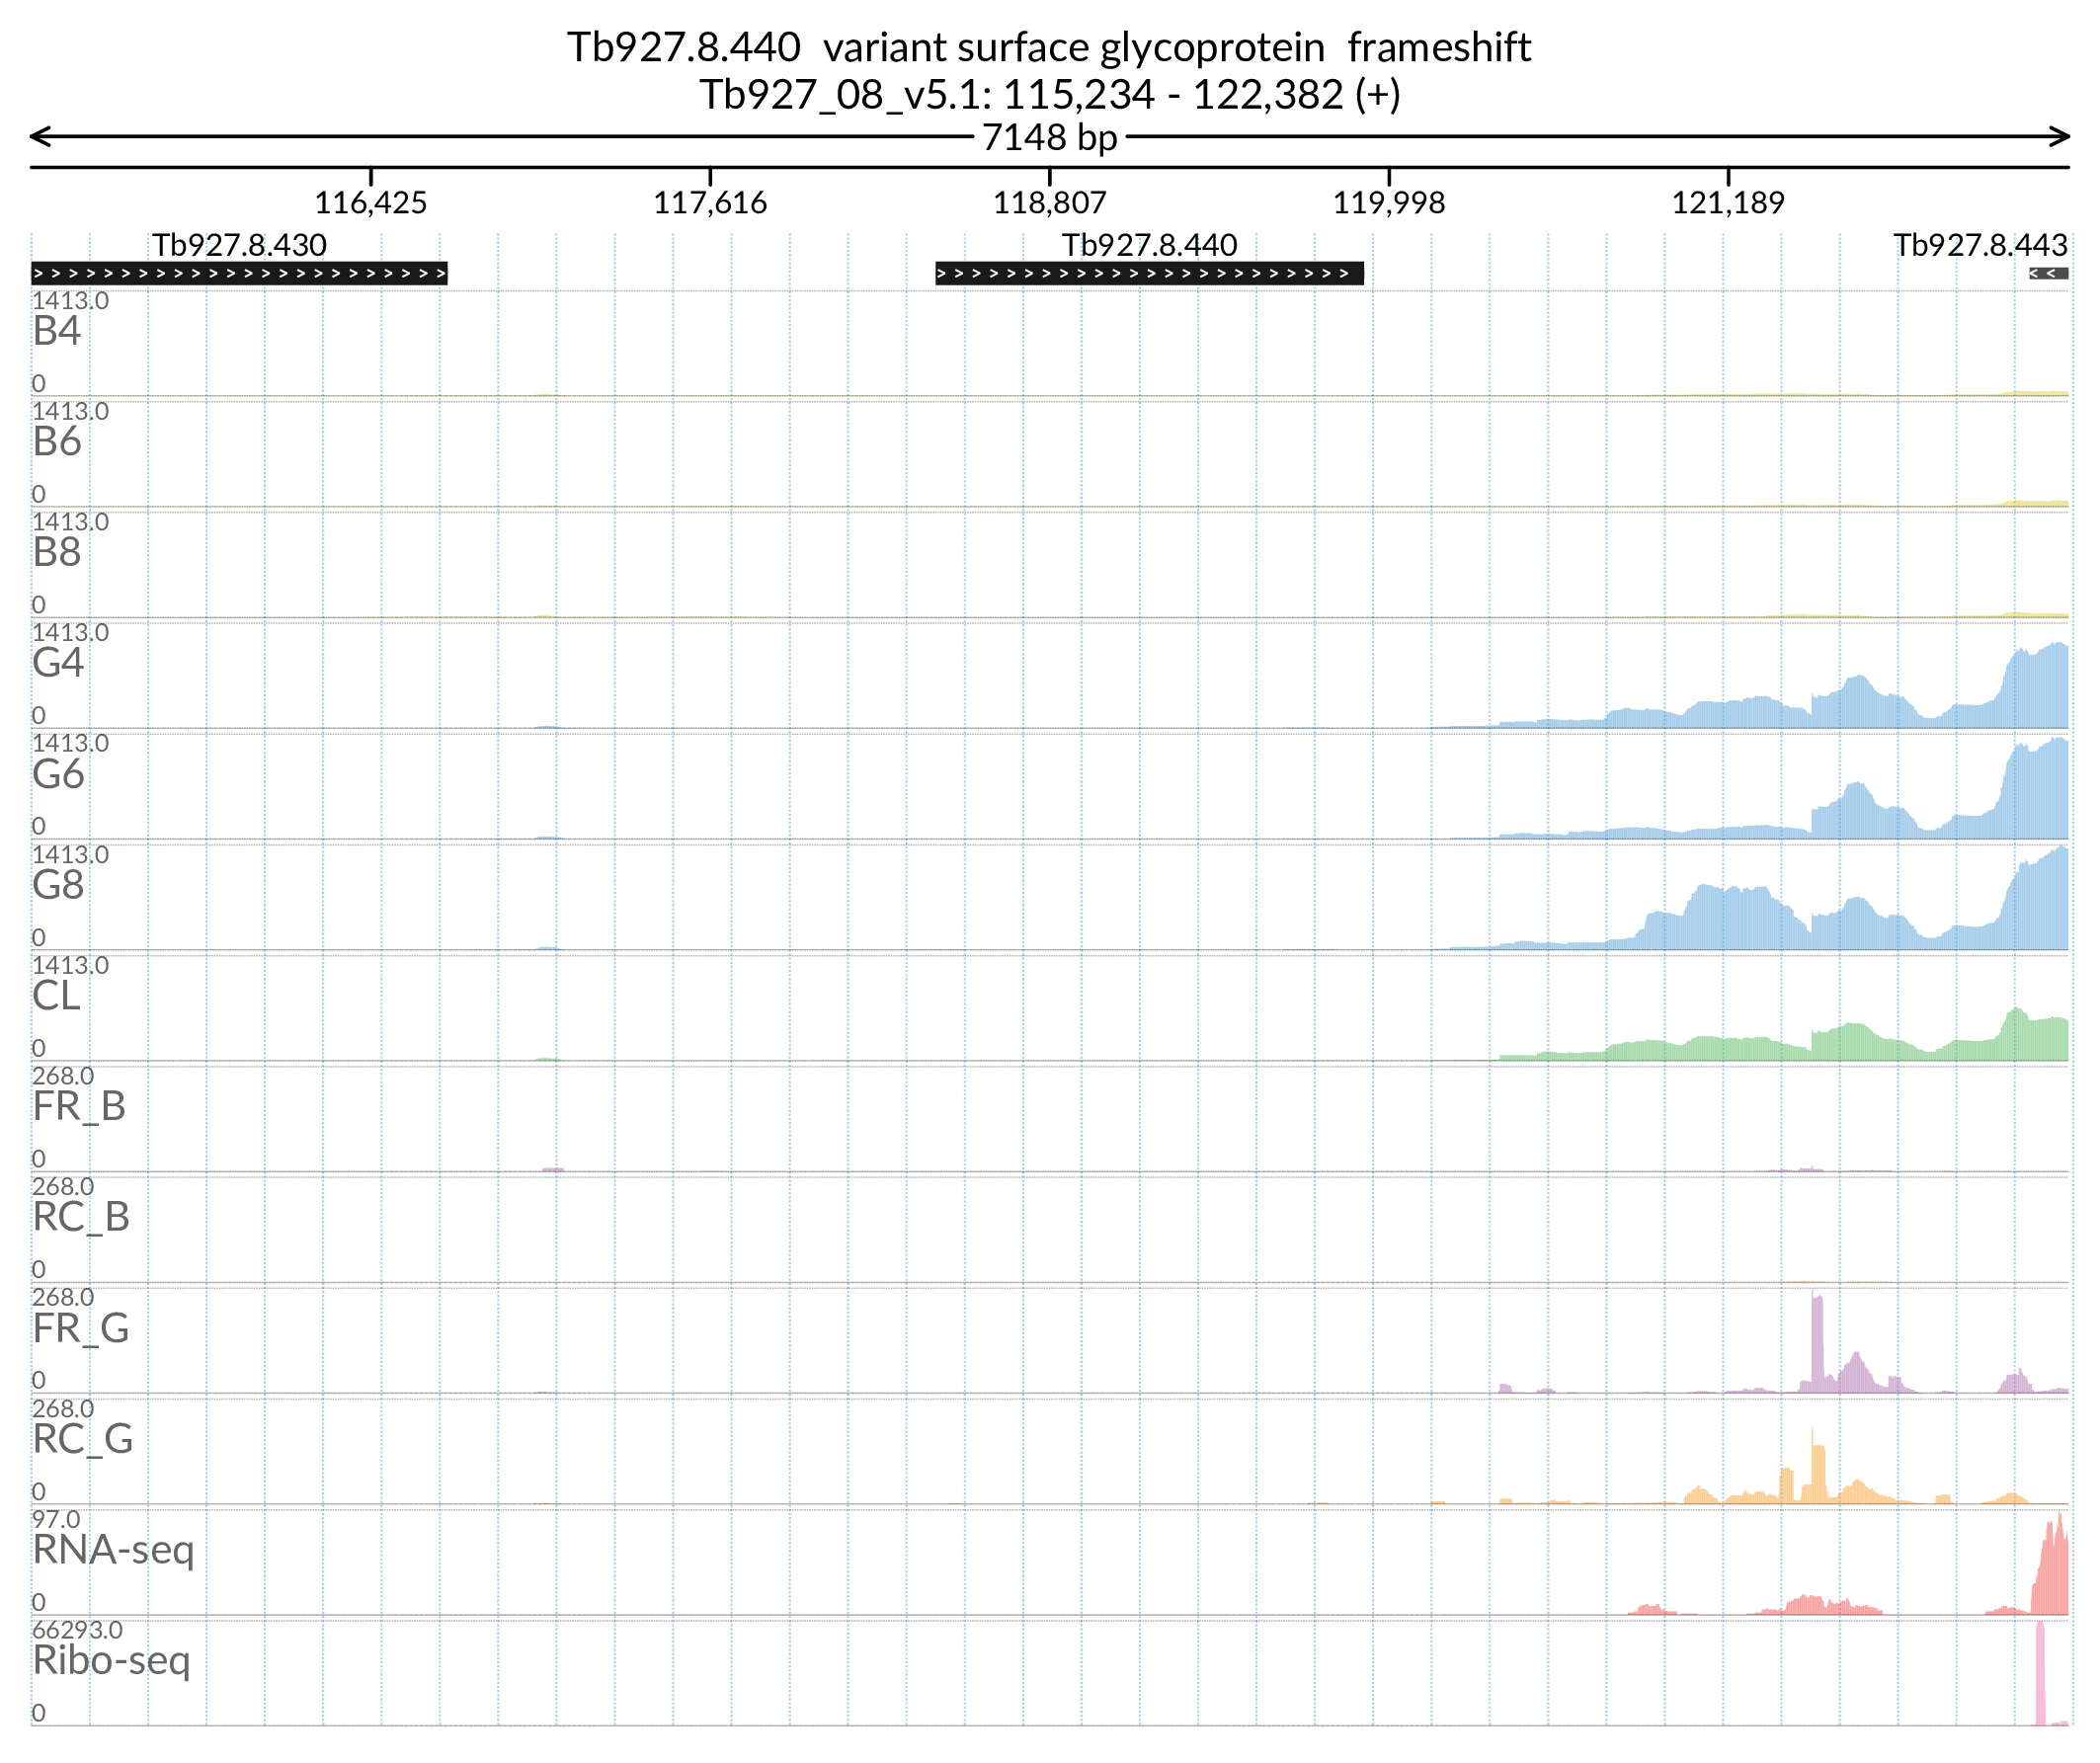 Tb927.8.440 variant surface glycoprotein frameshift
Tb927_08_v5.1: 115,234 - 122,382 (+)
7148 bp
116,425 117,616 118,807 119,998 121,189
Tb927.8.430 Tb927.8.440 Tb927.8.443
1413.0
B4
0
1413.0
B6
0
1413.0
B8
0
1413.0
G4
0
1413.0
G6
0
1413.0
G8
0
1413.0
CL
0
268.0
FR_B
0
268.0
RC_B
0
268.0
FR_G
0
268.0
RC_G
0
97.0
RNA-seq
0
66293.0
Ribo-seq
0